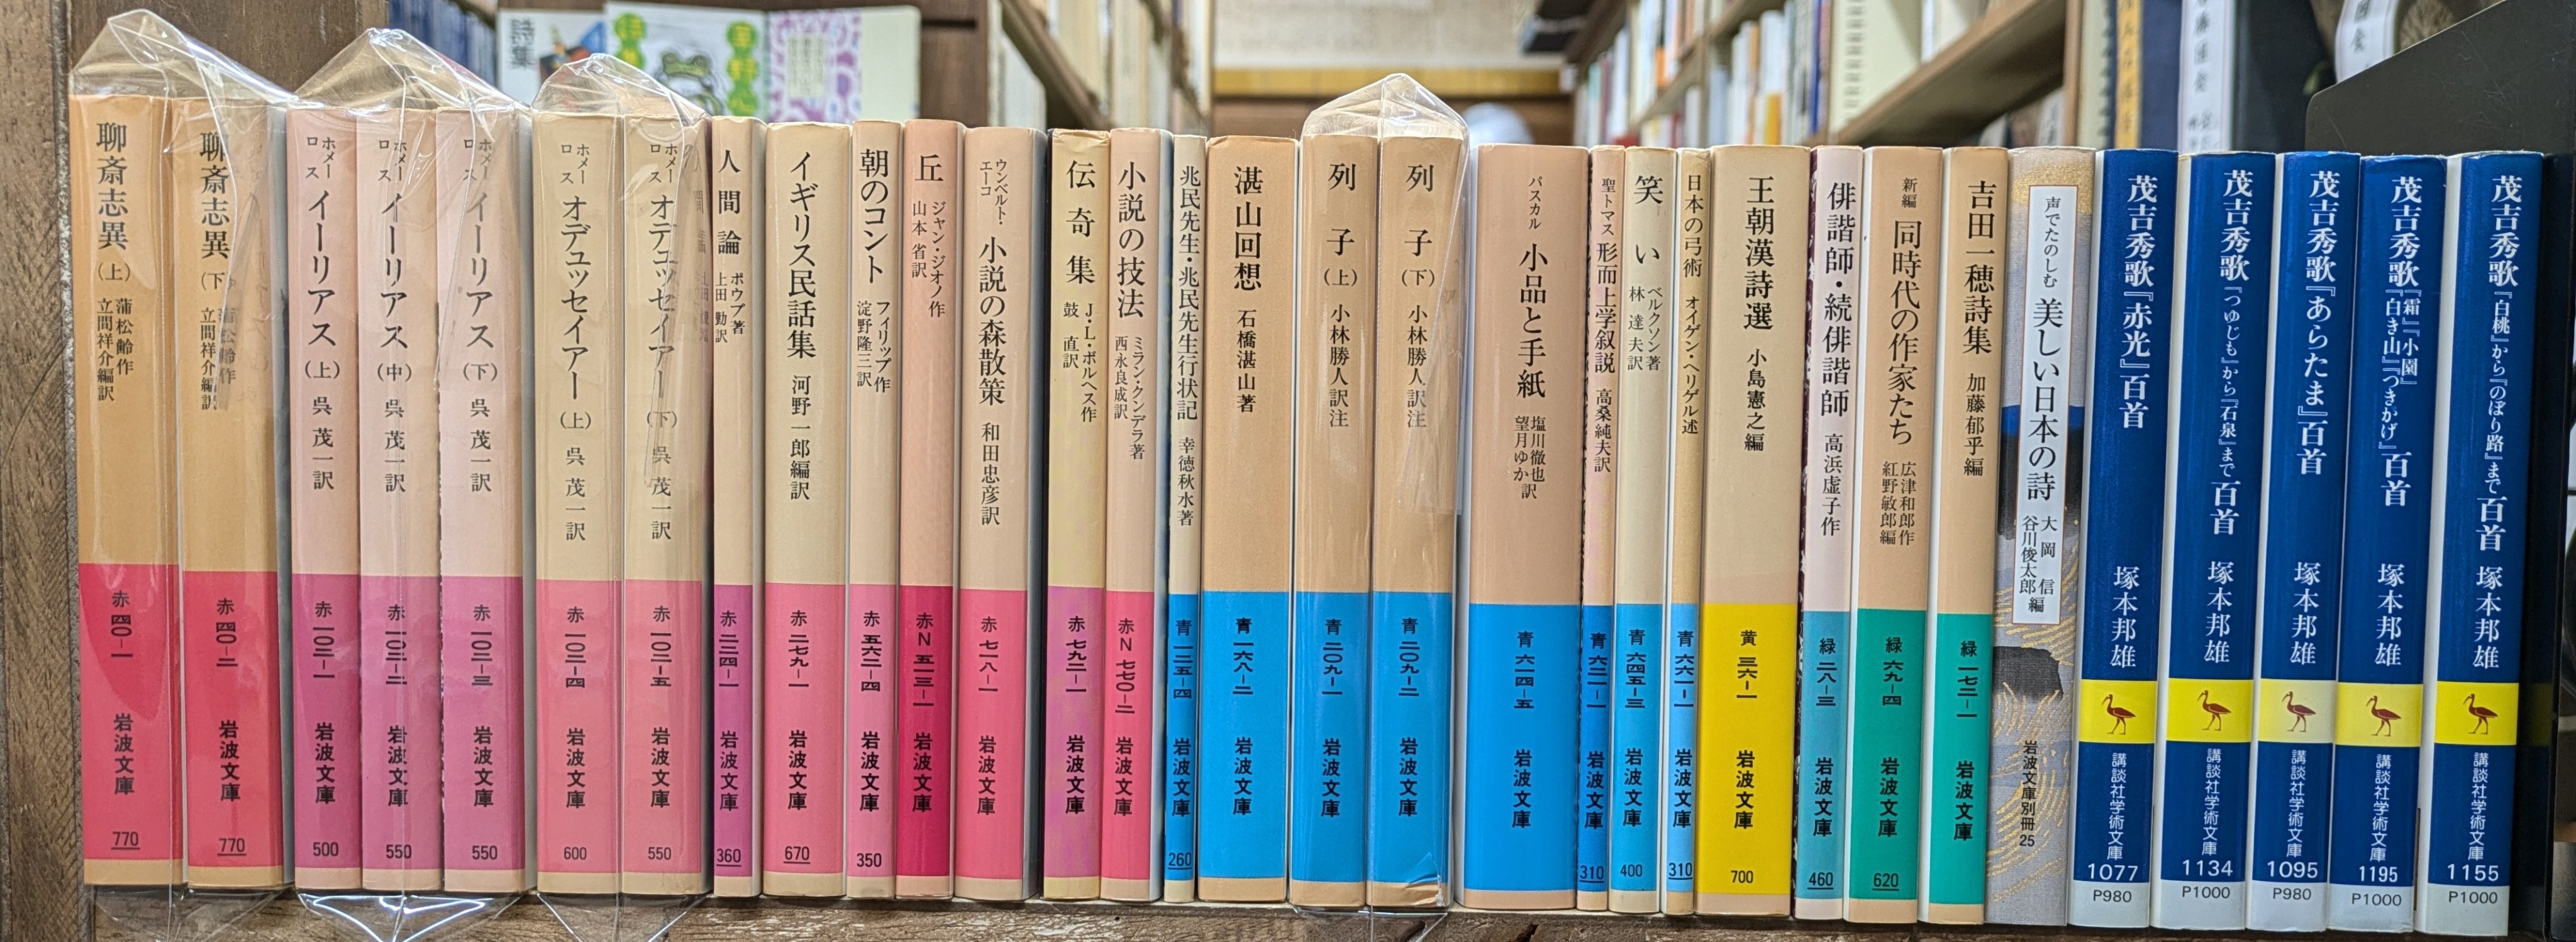 聊斎志異(上) 蒲松齢作 立間祥介編訳
赤四〇-一
岩波文庫
770
聊斎志異(下) 蒲松齢作 立間祥介編訳
赤四〇-二
岩波文庫
770
ホメーロス イーリアス(上) 呉茂一訳
赤一〇二-一
岩波文庫
500
ホメーロス イーリアス(中) 呉茂一訳
赤一〇二-二
岩波文庫
550
ホメーロス イーリアス(下) 呉茂一訳
赤一〇二-三
岩波文庫
550
ホメーロス オデュッセイアー(上) 呉茂一訳
赤一〇二-四
岩波文庫
600
ホメーロス オデュッセイアー(下) 呉茂一訳
赤一〇二-五
岩波文庫
550
人間論 ポウプ著 上田勤訳
赤二二四-一
岩波文庫
360
イギリス民話集 河野一郎編訳
赤二七九-一
岩波文庫
670
朝のコント フィリップ作 淀野隆三訳
赤五六二-四
岩波文庫
350
丘 ジャン・ジオノ作 山本省訳
赤N五一三-一
岩波文庫
ウンベルト・エーコ 小説の森散策 和田忠彦訳
赤七一八-一
岩波文庫
伝奇集 J・L・ボルヘス作 鼓直訳
赤七九二-一
岩波文庫
小説の技法 ミラン・クンデラ著 西永良成訳
赤N七七〇-二
岩波文庫
兆民先生・兆民先生行状記 幸徳秋水著
青一二五-四
岩波文庫
260
湛山回想 石橋湛山著
青一六八-二
岩波文庫
列子(上) 小林勝人訳注
青二〇九-一
岩波文庫
列子(下) 小林勝人訳注
青二〇九-二
岩波文庫
パスカル 小品と手紙 塩川徹也 望月ゆか訳
青六一四-五
岩波文庫
聖トマス 形而上学叙説 高桑純夫訳
青六二一-一
岩波文庫
310
笑い ベルクソン著 林達夫訳
青六四五-三
岩波文庫
400
日本の弓術 オイゲン・ヘリゲル述
青六六一-一
岩波文庫
310
王朝漢詩選 小島憲之編
黄三六-一
岩波文庫
700
俳諧師・続俳諧師 高浜虚子作
緑二八-三
岩波文庫
460
新編 同時代の作家たち 広津和郎作 紅野敏郎編
緑六九-四
岩波文庫
620
吉田一穂詩集 加藤郁乎編
緑一七二-一
岩波文庫
声でたのしむ 美しい日本の詩 大岡信 谷川俊太郎編
岩波文庫別冊25
茂吉秀歌『赤光』百首 塚本邦雄
講談社学術文庫
1077
P980
茂吉秀歌『つゆじも』から『石泉』まで百首 塚本邦雄
講談社学術文庫
1134
P1000
茂吉秀歌『あらたま』百首 塚本邦雄
講談社学術文庫
1095
P980
茂吉秀歌『霜』『小園』『白き山』『つきかげ』百首 塚本邦雄
講談社学術文庫
1195
P1000
茂吉秀歌『白桃』から『のぼり路』まで百首 塚本邦雄
講談社学術文庫
1155
P1000
詩集